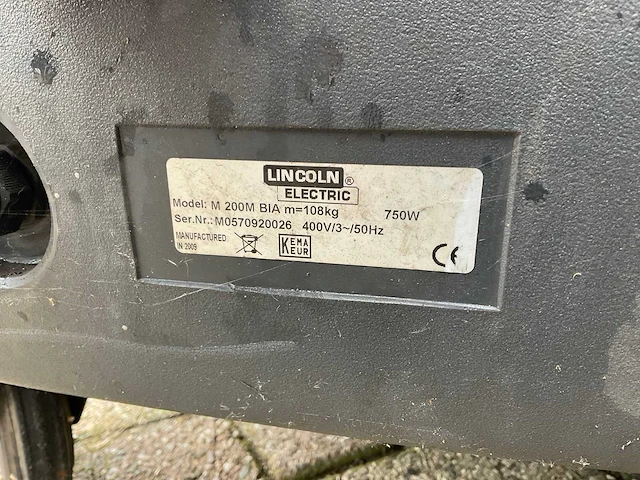 LINCOLN ®
ELECTRIC
Model: M 200M BIA m=108kg 750W
Ser.Nr.: M0570920026 400V/3~/50Hz
MANUFACTURED
IN 2009
KEMA
KEUR
CE